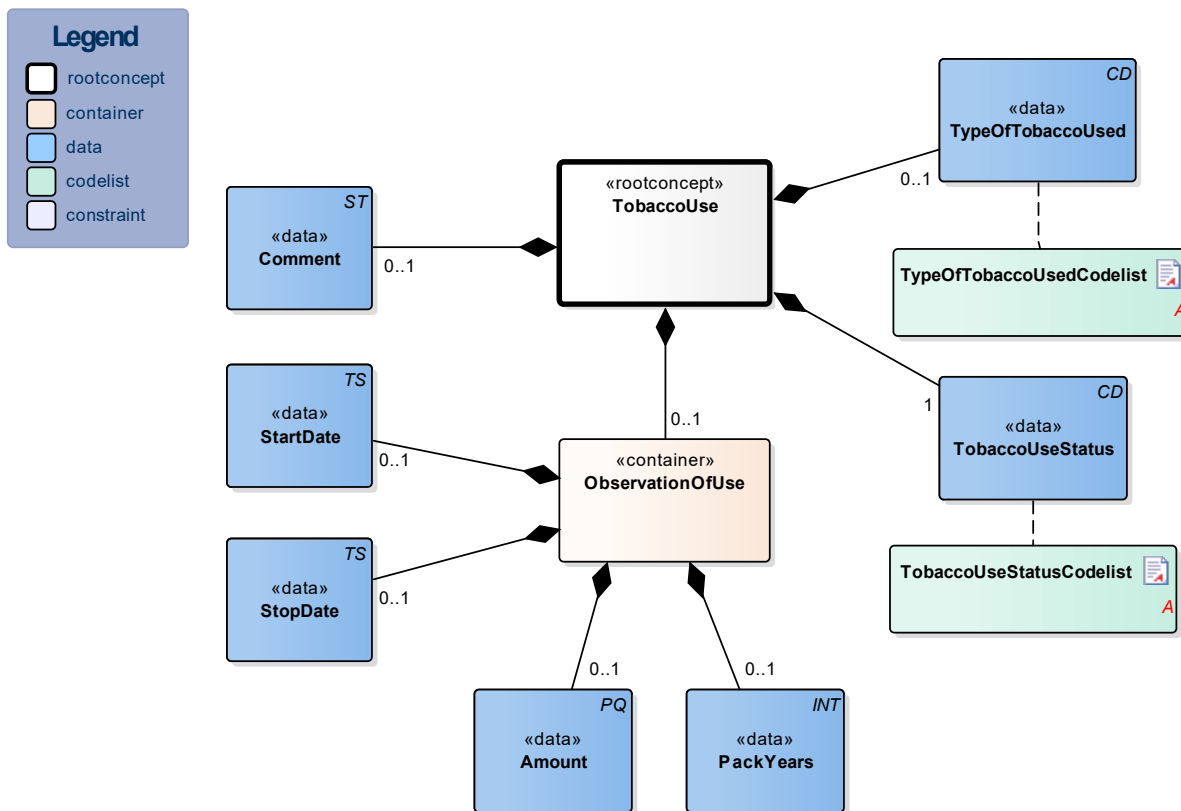 Legend
rootconcept
container
data
codelist
constraint
CD
«data»
TypeOfTobaccoUsed
0..1
«rootconcept»
TobaccoUse
ST
«data»
Comment
0..1
TypeOfTobaccoUsedCodelist
A
A
TS
«data»
StartDate
0..1
0..1
«container»
ObservationOfUse
CD
«data»
TobaccoUseStatus
1
TS
«data»
StopDate
0..1
TobaccoUseStatusCodelist
A
A
0..1
PQ
«data»
Amount
0..1
INT
«data»
PackYears